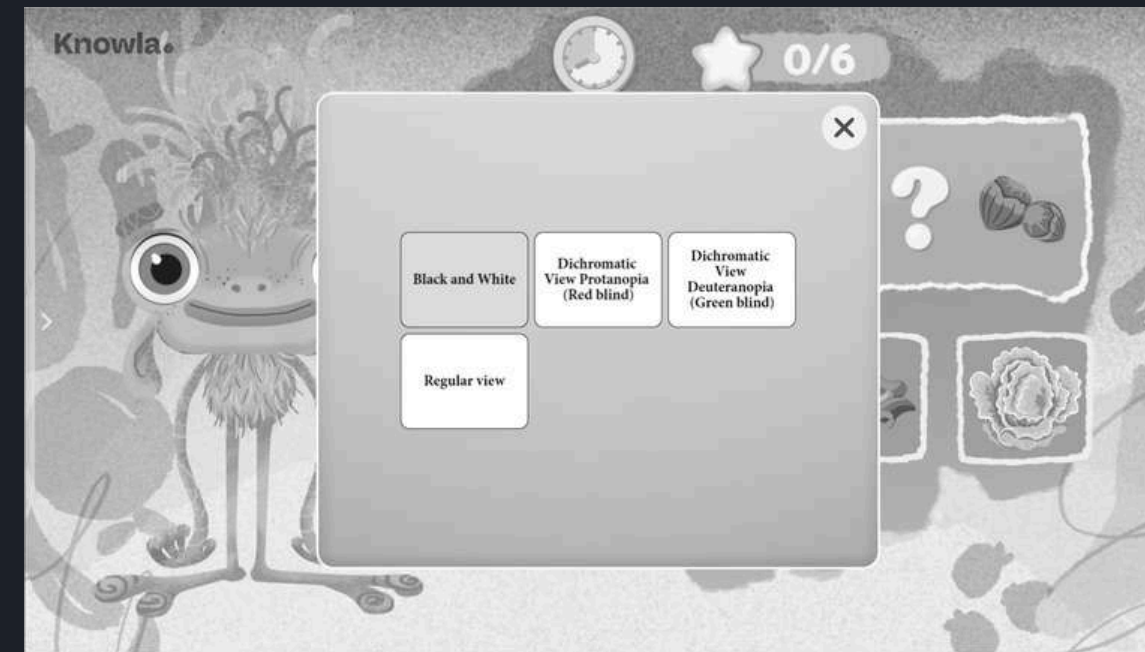 Knowla.
0/6
Black and White
Dichromatic
View Protanopia
(Red blind)
Dichromatic
View
Deuteranopia
(Green blind)
Regular view
?